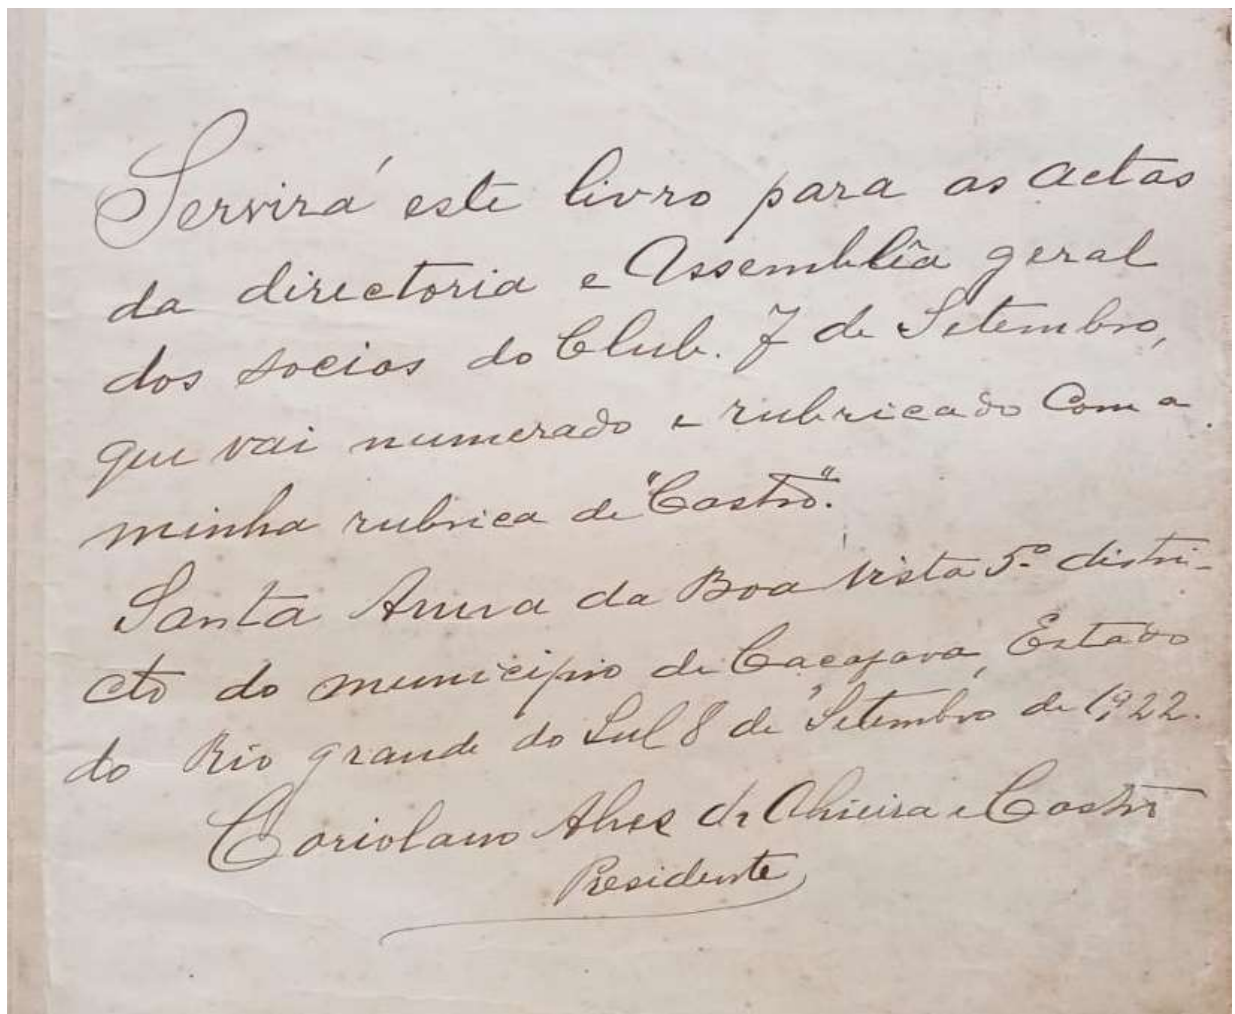 Servirá este livro para as actas
da directoria e Assemblêa geral
dos socios do Club. 7 de Setembro,
que vai numerado e rubricado Com a
minha rubrica de "Castro".
Santa Anna da Boa Vista 5º distri-
cto do municipio de Caçapava, Estado
do Rio grande do Sul 8 de Setembro de 1922.
Coriolano Alves de Oliveira e Castro
Presidente